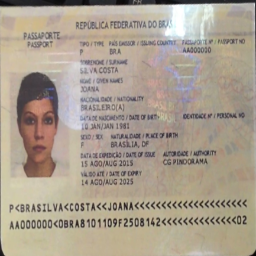 REPÚBLICA FEDERATIVA DO BRA
PASSAPORTE
PASSPORT
TIPO / TYPE PAÍS EMISSOR / ISSUING COUNTRY PASSAPORTE Nº / PASSPORT NO
P BRA AA000000
SOBRENOME / SURNAME
SILVA COSTA
NOME / GIVEN NAMES
JOANA
NACIONALIDADE / NATIONALITY
BRASILEIRO(A)
DATA DE NASCIMENTO / DATE OF BIRTH IDENTIDADE Nº / PERSONAL NO
10 JAN/JAN 1981
SEXO / SEX NATURALIDADE / PLACE OF BIRTH
F BRASÍLIA, DF
DATA DE EXPEDIÇÃO / DATE OF ISSUE AUTORIDADE / AUTHORITY
15 AGO/AUG 2015 CG PINDORAMA
VÁLIDO ATÉ / DATE OF EXPIRY
14 AGO/AUG 2025
P<BRASILVA<COSTA<<JOANA<<<<<<<<<<<<<<<<<<<<<
AA000000<0BRA8101109F2508142<<<<<<<<<<<<<<02